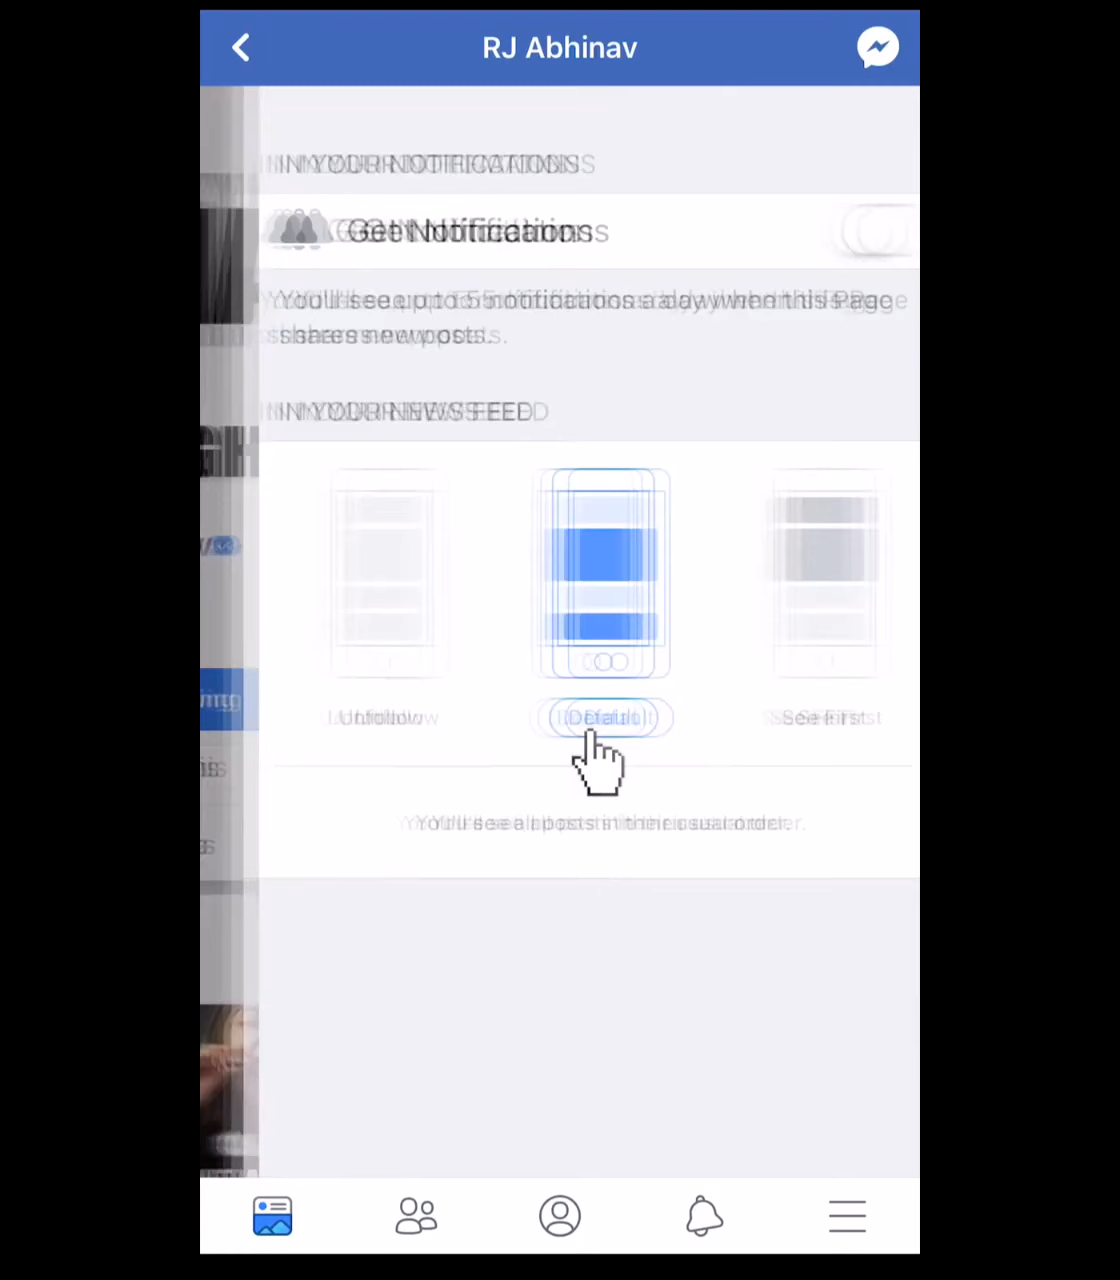 RJ Abhinav
IN YOUR NOTIFICATIONS
Get Notifications
You'll see up to 5 notifications a day when this Page
shares new posts.
IN YOUR NEWS FEED
Unfollow Default See First
You'll see all posts in their usual order.